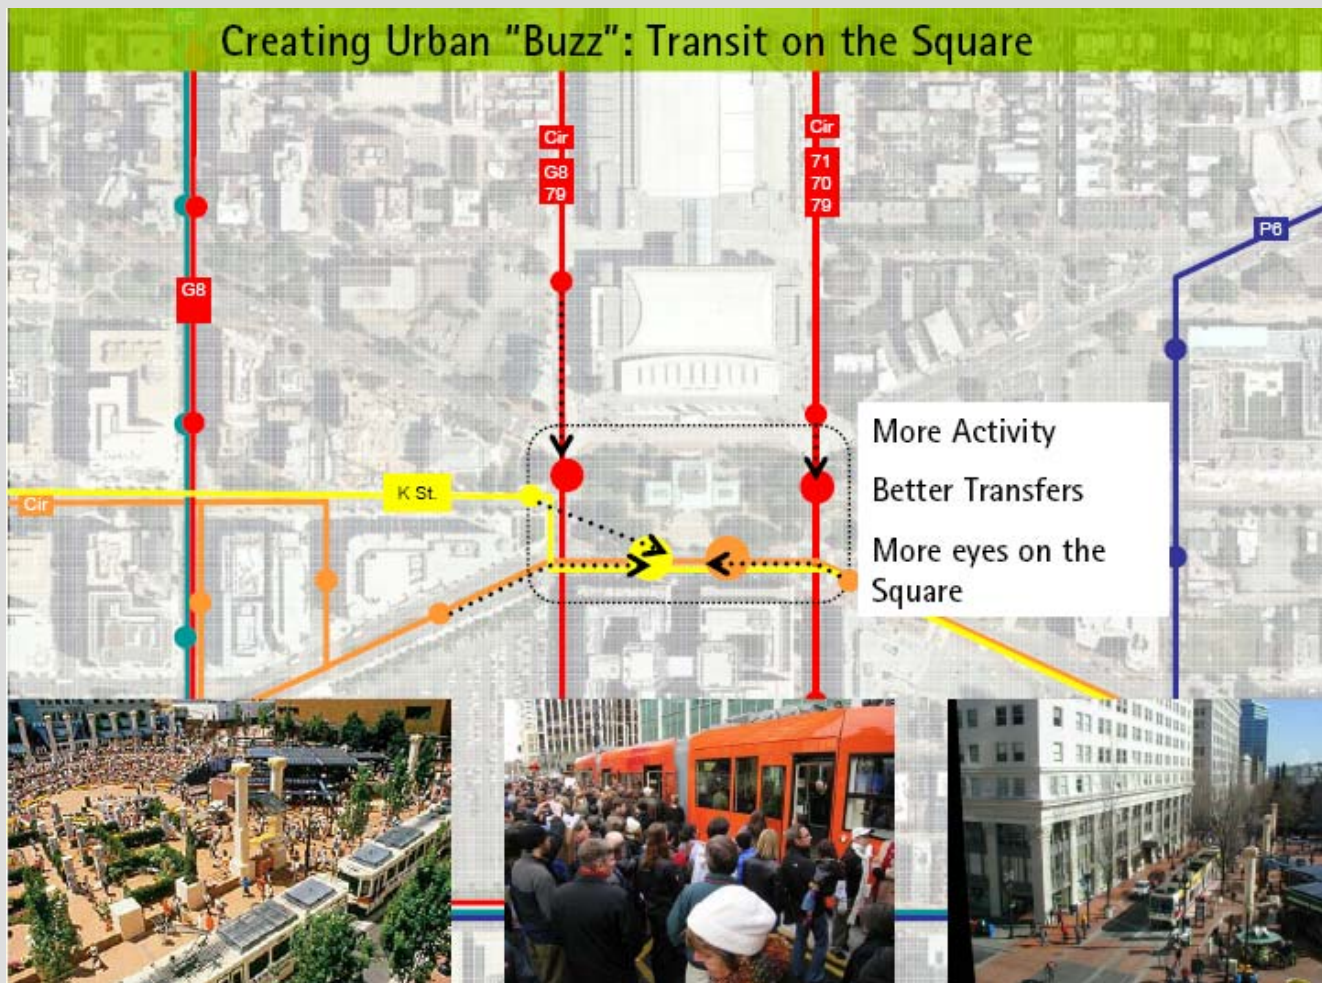 Creating Urban "Buzz": Transit on the Square
Cir
G8
79
Cir
71
70
79
P6
G8
K St.
Cir
More Activity
Better Transfers
More eyes on the
Square